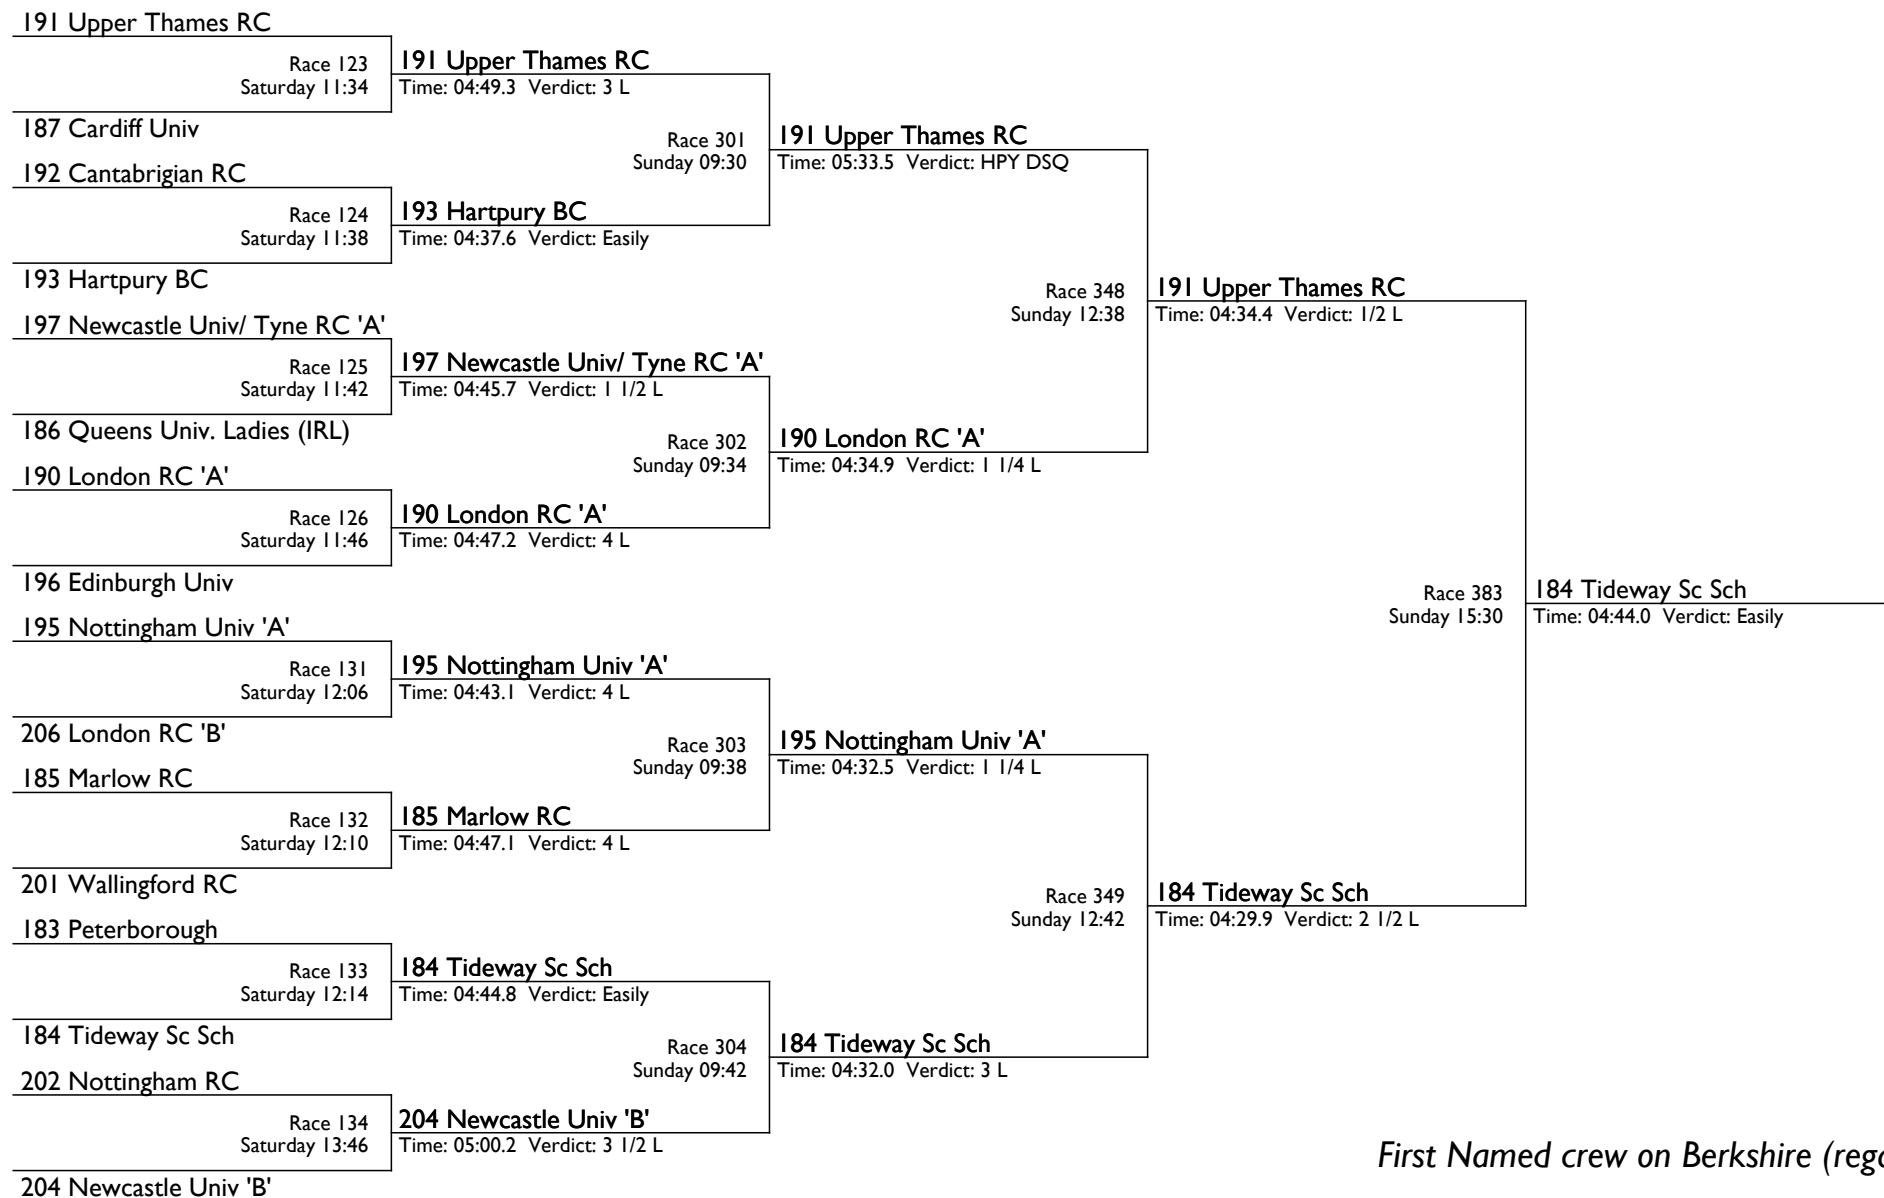 191 Upper Thames RC
Race 123
Saturday 11:34
187 Cardiff Univ
191 Upper Thames RC
Time: 04:49.3 Verdict: 3 L
192 Cantabrigian RC
Race 124
Saturday 11:38
193 Hartpury BC
193 Hartpury BC
Time: 04:37.6 Verdict: Easily
Race 301
Sunday 09:30
191 Upper Thames RC
Time: 05:33.5 Verdict: HPY DSQ
197 Newcastle Univ/ Tyne RC 'A'
Race 125
Saturday 11:42
186 Queens Univ. Ladies (IRL)
197 Newcastle Univ/ Tyne RC 'A'
Time: 04:45.7 Verdict: 1 1/2 L
190 London RC 'A'
Race 126
Saturday 11:46
196 Edinburgh Univ
190 London RC 'A'
Time: 04:47.2 Verdict: 4 L
Race 302
Sunday 09:34
190 London RC 'A'
Time: 04:34.9 Verdict: 1 1/4 L
Race 348
Sunday 12:38
191 Upper Thames RC
Time: 04:34.4 Verdict: 1/2 L
195 Nottingham Univ 'A'
Race 131
Saturday 12:06
206 London RC 'B'
195 Nottingham Univ 'A'
Time: 04:43.1 Verdict: 4 L
185 Marlow RC
Race 132
Saturday 12:10
201 Wallingford RC
185 Marlow RC
Time: 04:47.1 Verdict: 4 L
Race 303
Sunday 09:38
195 Nottingham Univ 'A'
Time: 04:32.5 Verdict: 1 1/4 L
183 Peterborough
Race 133
Saturday 12:14
184 Tideway Sc Sch
184 Tideway Sc Sch
Time: 04:44.8 Verdict: Easily
202 Nottingham RC
Race 134
Saturday 13:46
204 Newcastle Univ 'B'
204 Newcastle Univ 'B'
Time: 05:00.2 Verdict: 3 1/2 L
Race 304
Sunday 09:42
184 Tideway Sc Sch
Time: 04:32.0 Verdict: 3 L
Race 349
Sunday 12:42
184 Tideway Sc Sch
Time: 04:29.9 Verdict: 2 1/2 L
Race 383
Sunday 15:30
184 Tideway Sc Sch
Time: 04:44.0 Verdict: Easily
First Named crew on Berkshire